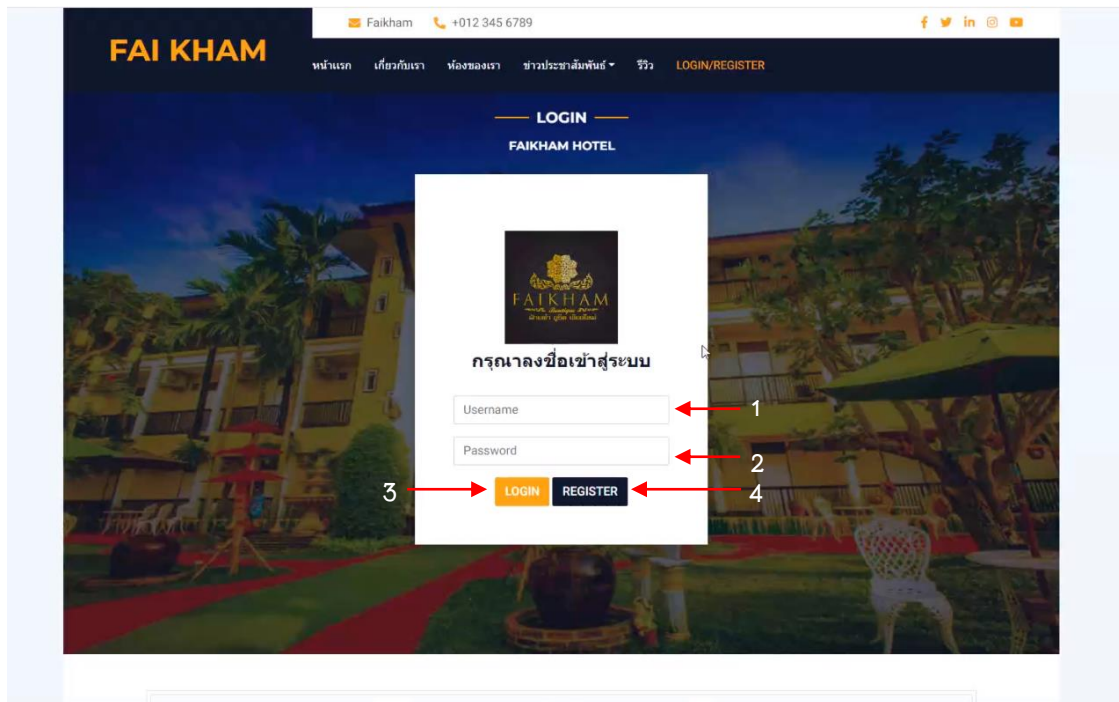 Faikham +012 345 6789
FAI KHAM
หน้าแรก เกี่ยวกับเรา ห้องของเรา ข่าวประชาสัมพันธ์ รีวิว LOGIN/REGISTER
LOGIN
FAIKHAM HOTEL
FAIKHAM
Boutique
กรุณาลงชื่อเข้าสู่ระบบ
Username 1
Password 2
3 LOGIN REGISTER 4